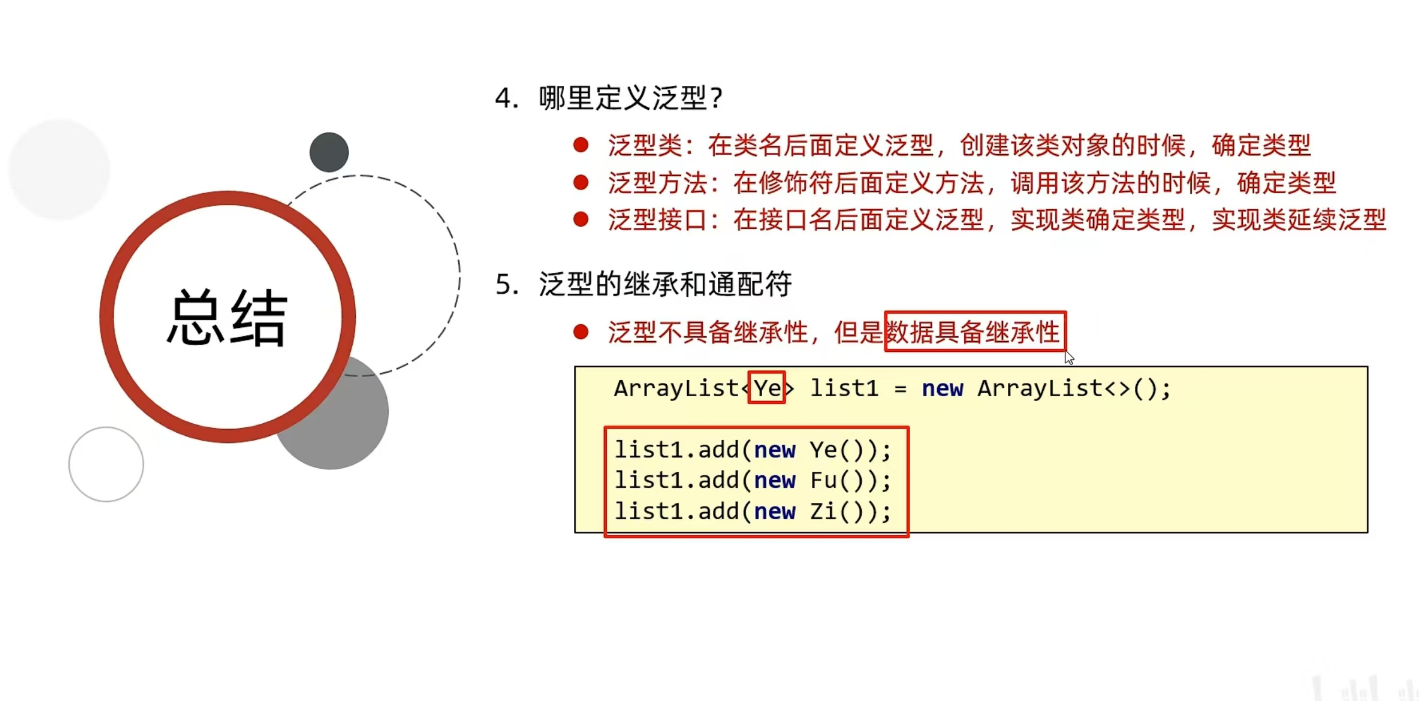 总结
4. 哪里定义泛型？
泛型类：在类名后面定义泛型，创建该类对象的时候，确定类型
泛型方法：在修饰符后面定义方法，调用该方法的时候，确定类型
泛型接口：在接口名后面定义泛型，实现类确定类型，实现类延续泛型
5. 泛型的继承和通配符
泛型不具备继承性，但是数据具备继承性
ArrayList<Ye> list1 = new ArrayList<>();
list1.add(new Ye());
list1.add(new Fu());
list1.add(new Zi());